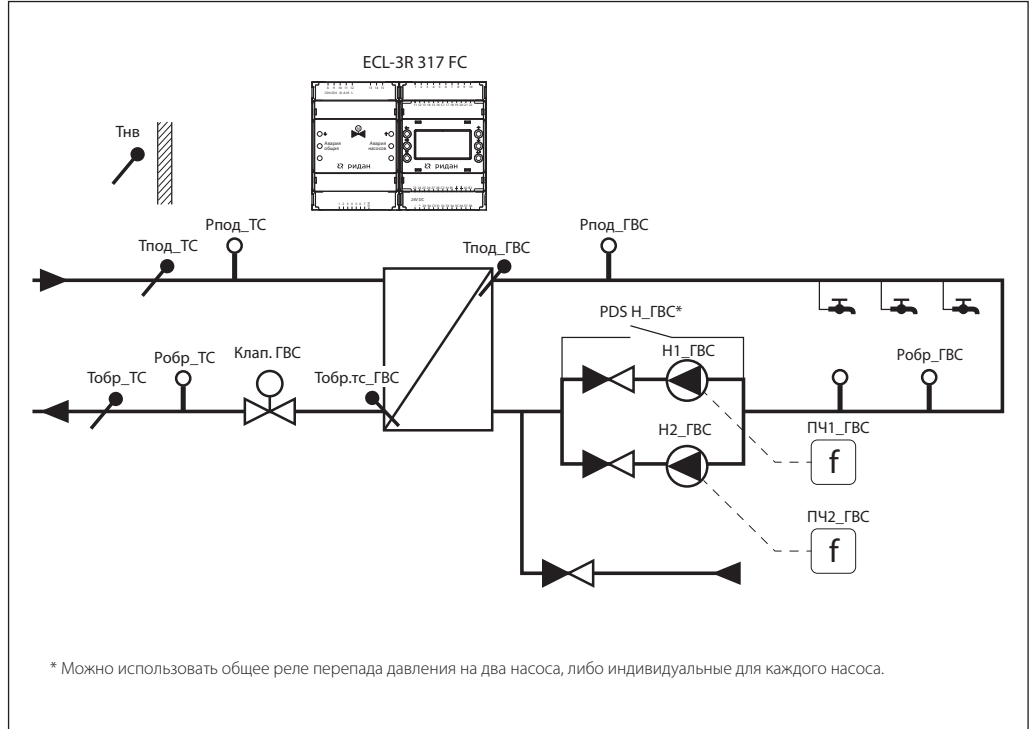 ECL-3R 317 FC
Тнв
Авария общая
Авария насосов
ридан
ридан
24V DC
Рпод_ТС
Тпод_ТС
Тпод_ГВС
Рпод_ГВС
PDS Н_ГВС*
Тобр_ТС
Робр_ТС
Клап. ГВС
Тобр.тс_ГВС
Н1_ГВС
Робр_ГВС
Н2_ГВС
ПЧ1_ГВС
f
ПЧ2_ГВС
f
* Можно использовать общее реле перепада давления на два насоса, либо индивидуальные для каждого насоса.